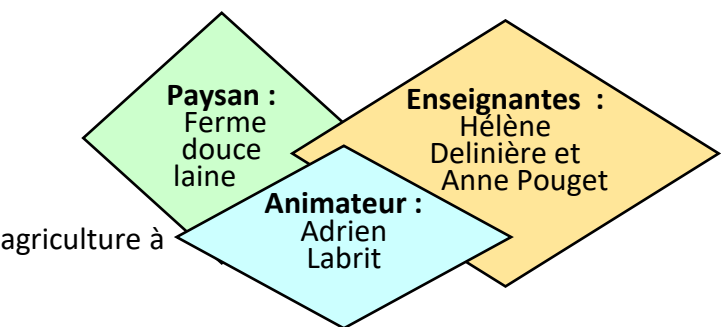 Paysan :
Ferme
douce
laine
Enseignantes :
Hélène
Delinière et
Anne Pouget
Animateur :
Adrien
Labrit
agriculture à